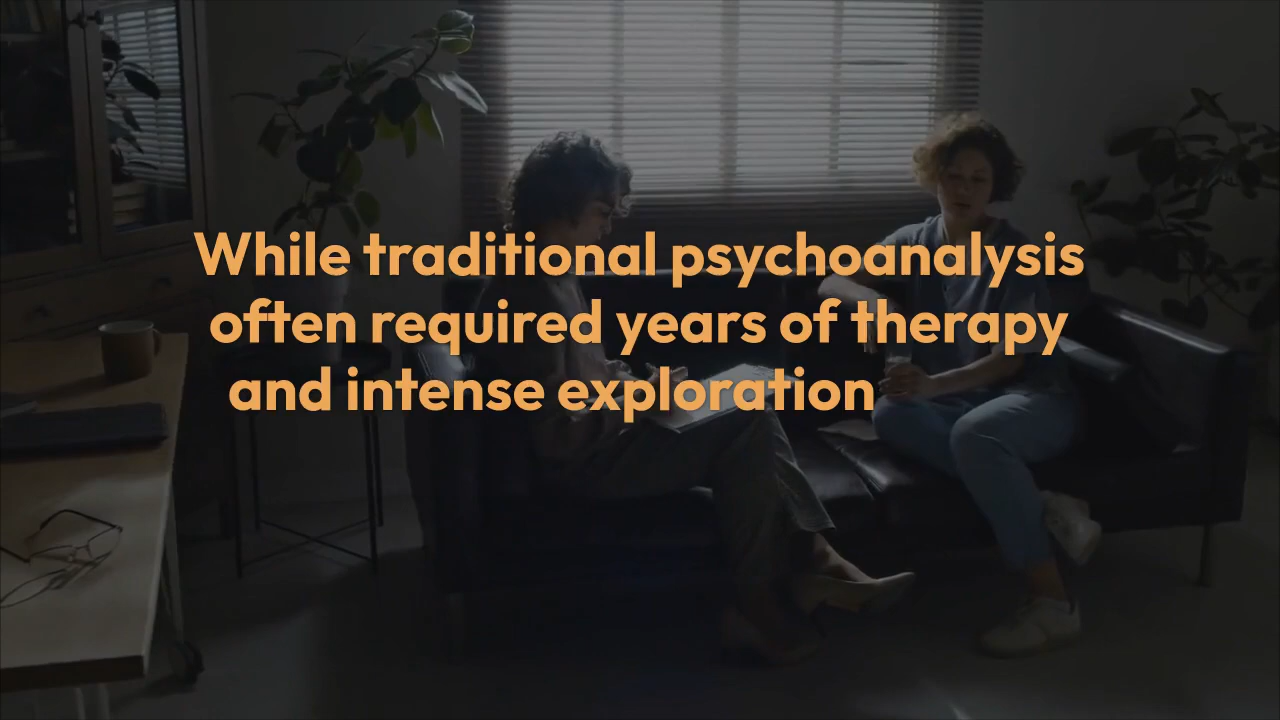 While traditional psychoanalysis
often required years of therapy
and intense exploration